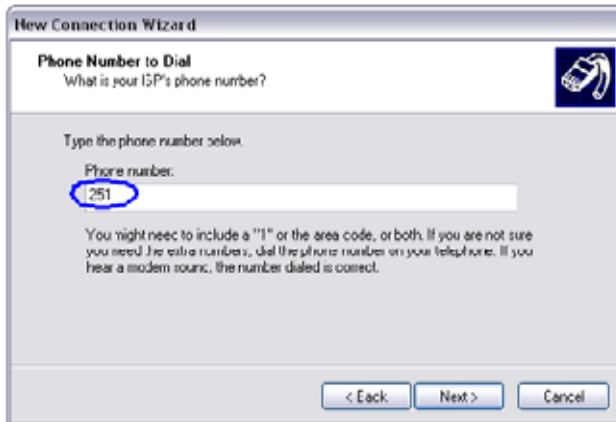 New Connection Wizard
Phone Number to Dial
What is your ISP's phone number?
Type the phone number below.
Phone number:
251
You might need to include a "1" or the area code, or both. If you are not sure
you need the extra numbers, dial the phone number on your telephone. If you
hear a modem sound, the number dialed is correct.
< Back
Next >
Cancel